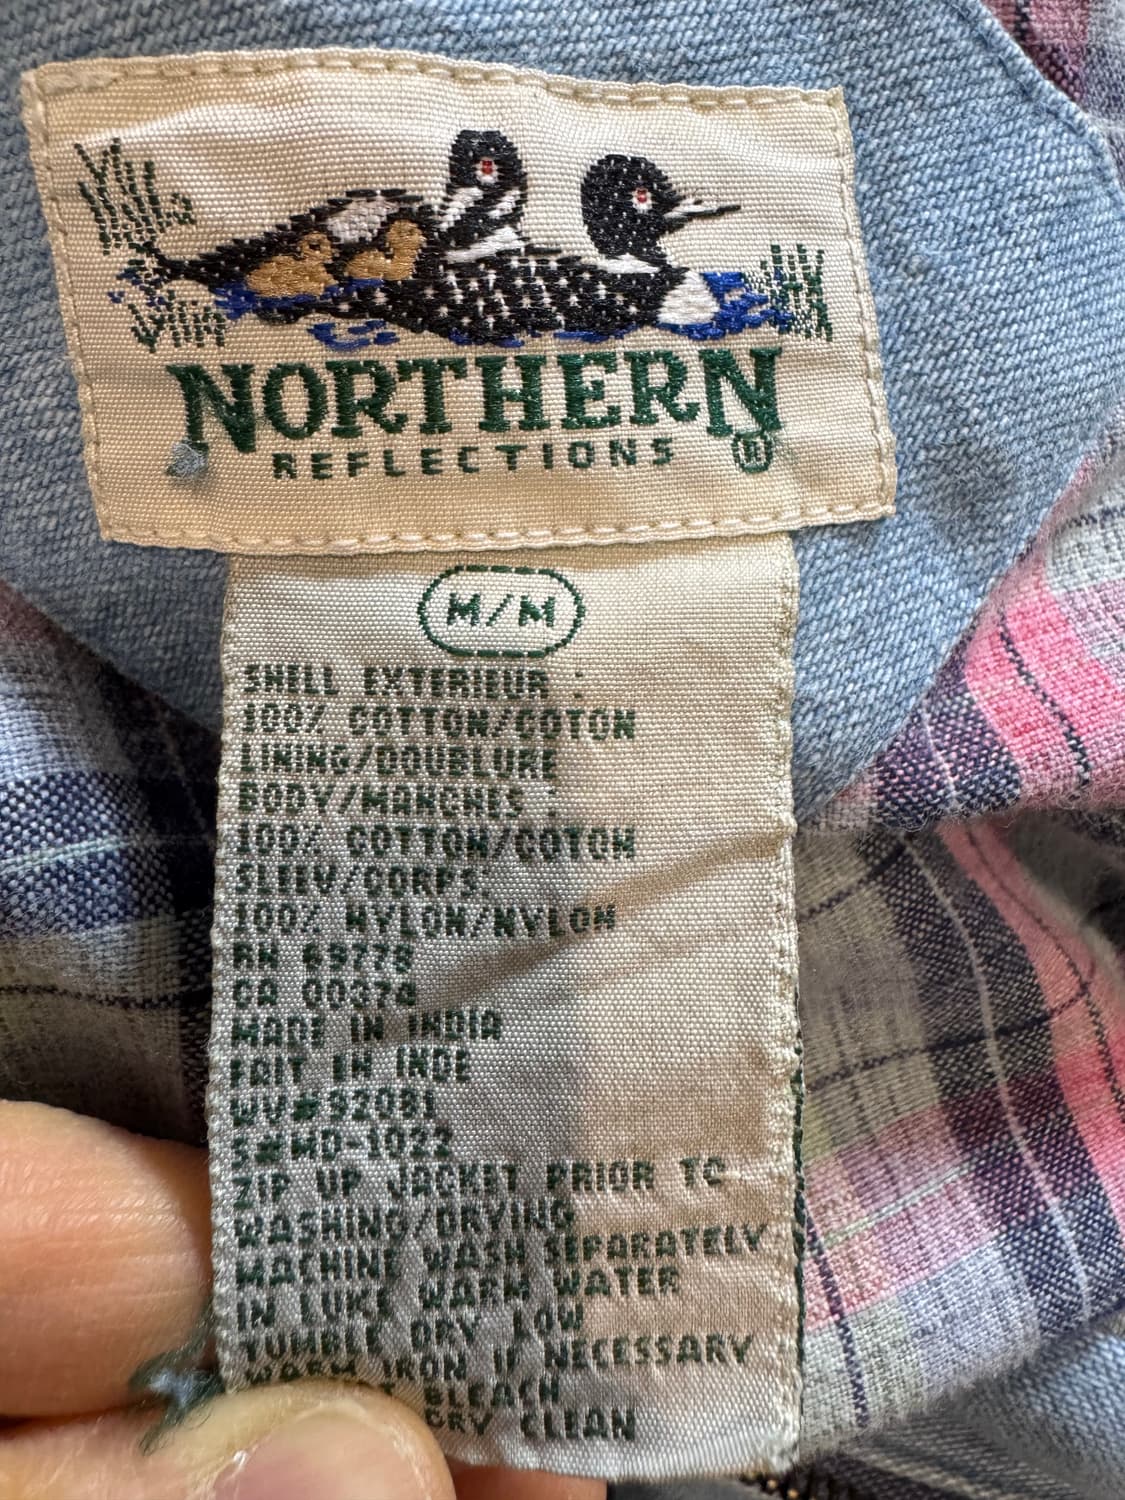 NORTHERN
REFLECTIONS ®
M/M
SHELL EXTERIEUR :
100% COTTON/COTON
LINING/DOUBLURE
BODY/MANCHES :
100% COTTON/COTON
SLEEV/CORPS:
100% NYLON/NYLON
RN 69778
CA 00374
MADE IN INDIA
FAIT EN INDE
WV#92081
S#MO-1022
ZIP UP JACKET PRIOR TO
WASHING/DRYING
MACHINE WASH SEPARATELY
IN LUKE WARM WATER
TUMBLE DRY LOW
WARM IRON IF NECESSARY
BLEACH
DRY CLEAN